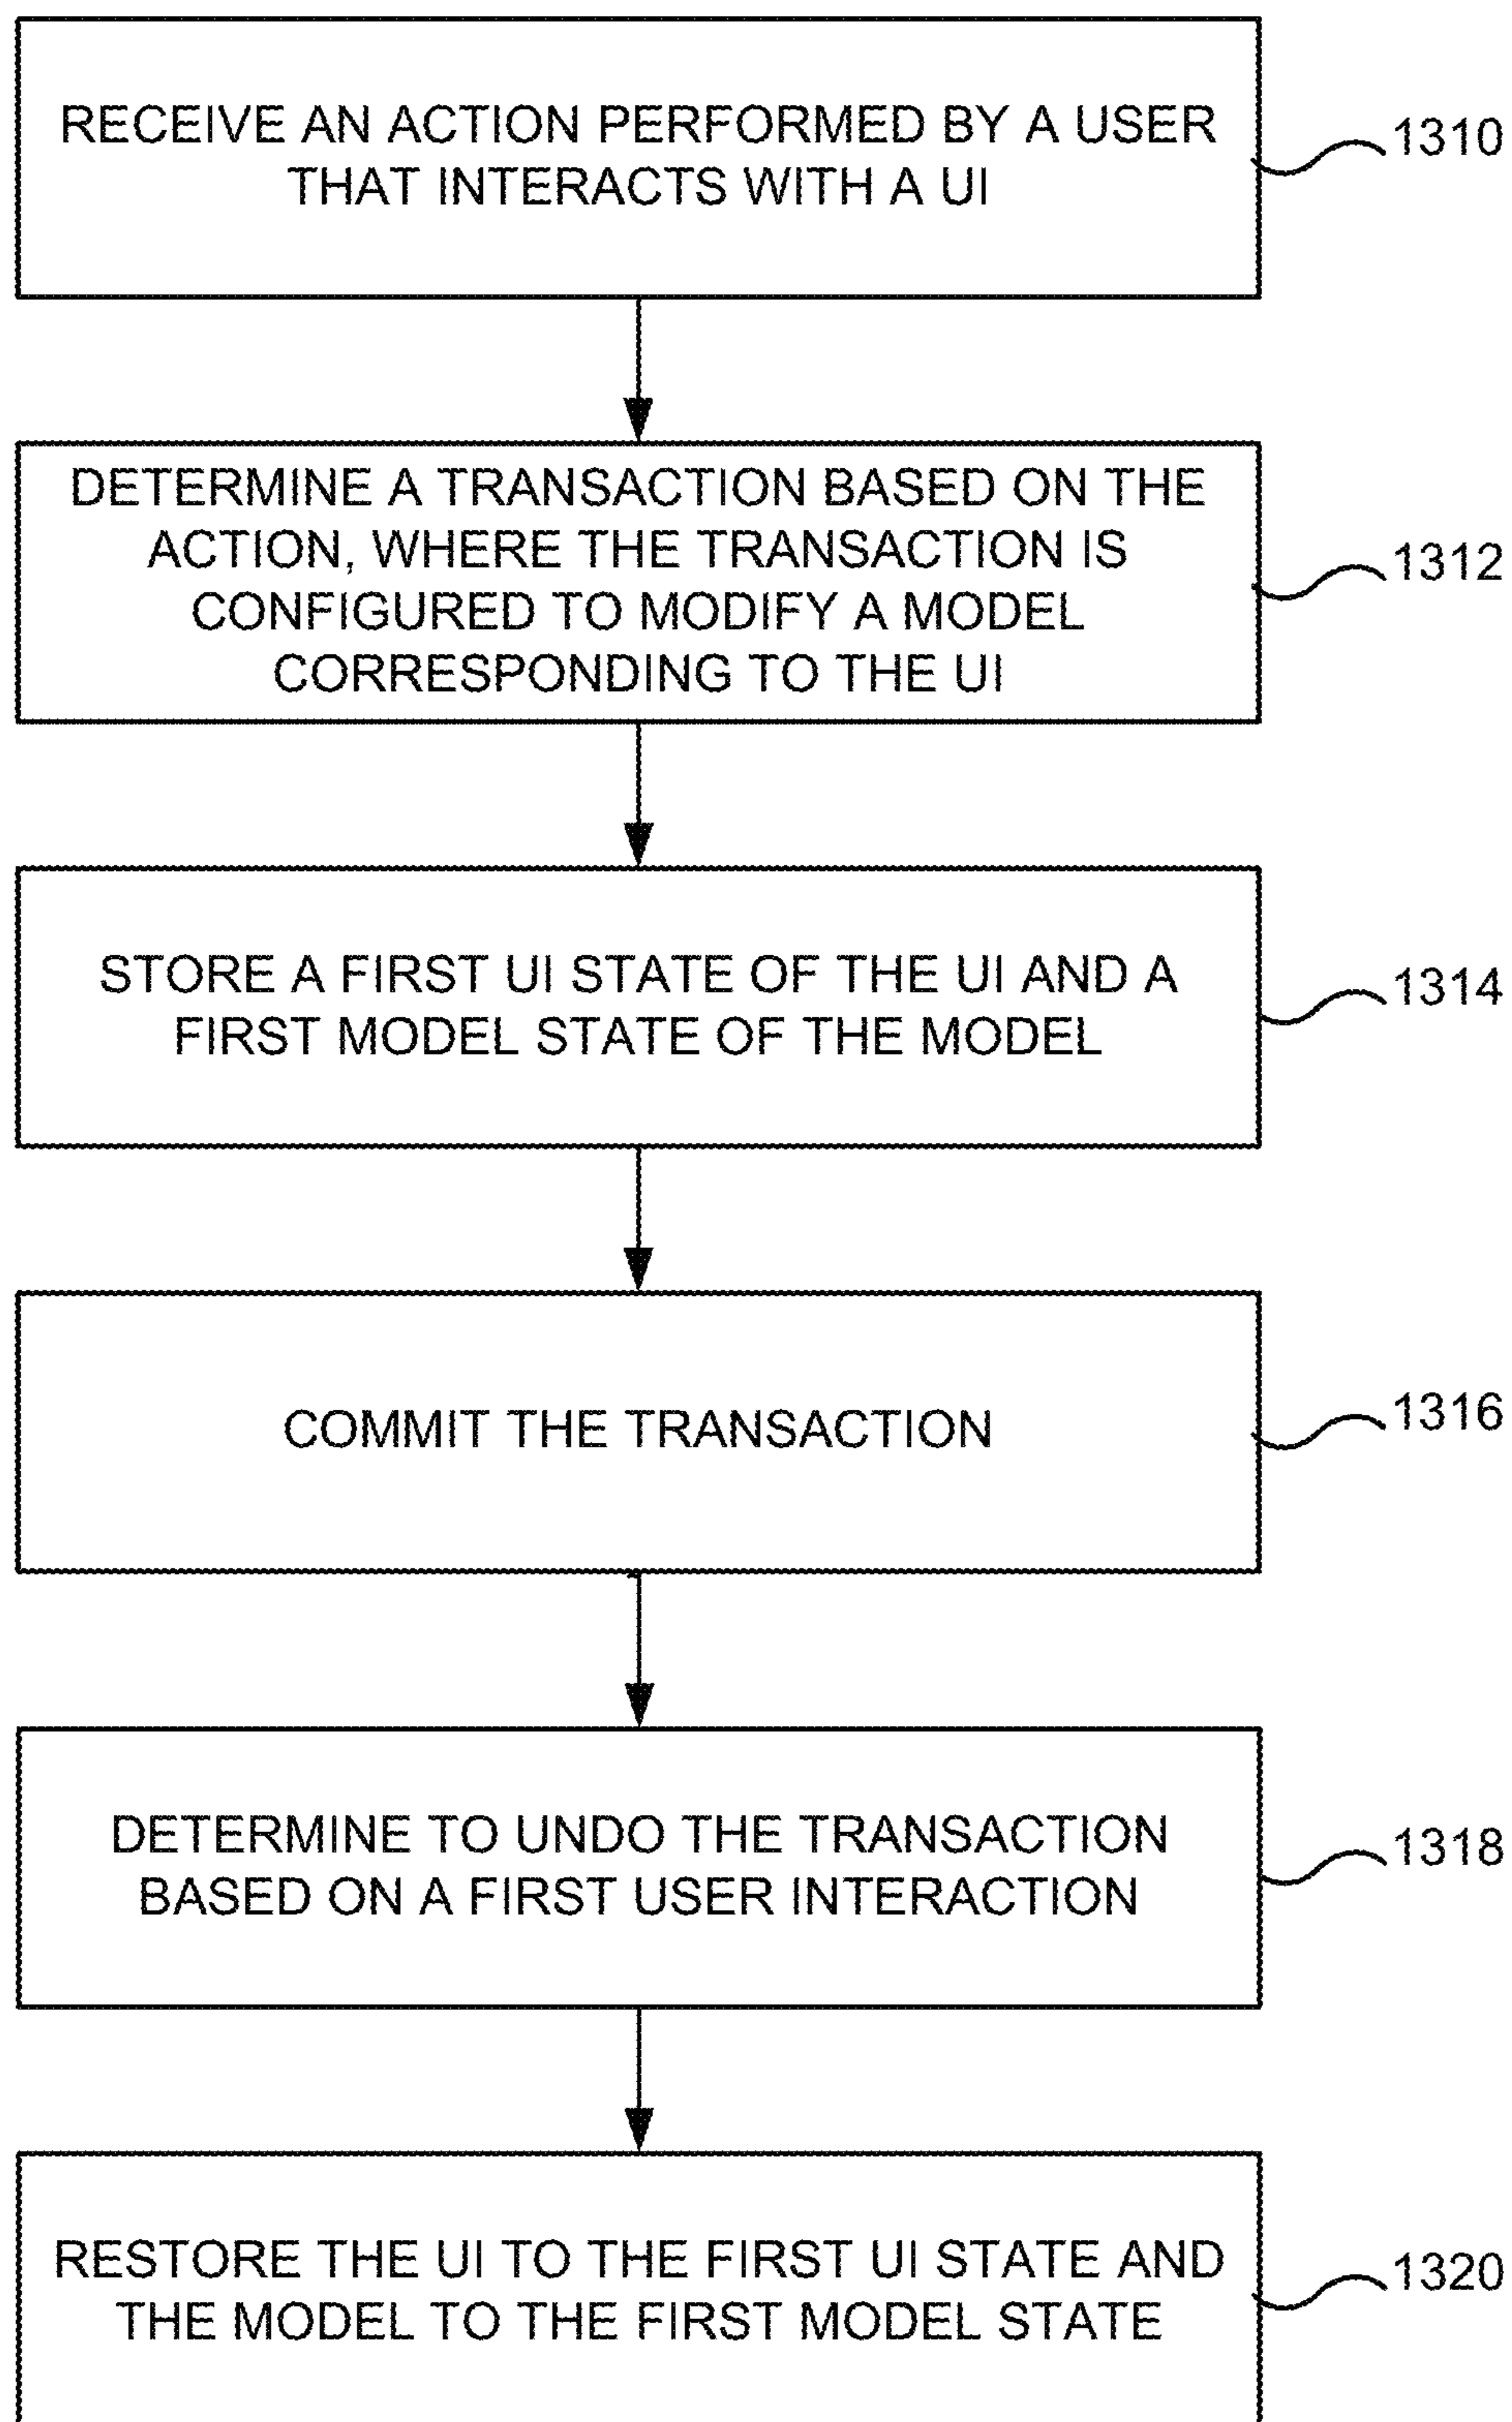 RECEIVE AN ACTION PERFORMED BY A USER
THAT INTERACTS WITH A UI
1310
DETERMINE A TRANSACTION BASED ON THE
ACTION, WHERE THE TRANSACTION IS
CONFIGURED TO MODIFY A MODEL
CORRESPONDING TO THE UI
1312
STORE A FIRST UI STATE OF THE UI AND A
FIRST MODEL STATE OF THE MODEL
1314
COMMIT THE TRANSACTION
1316
DETERMINE TO UNDO THE TRANSACTION
BASED ON A FIRST USER INTERACTION
1318
RESTORE THE UI TO THE FIRST UI STATE AND
THE MODEL TO THE FIRST MODEL STATE
1320